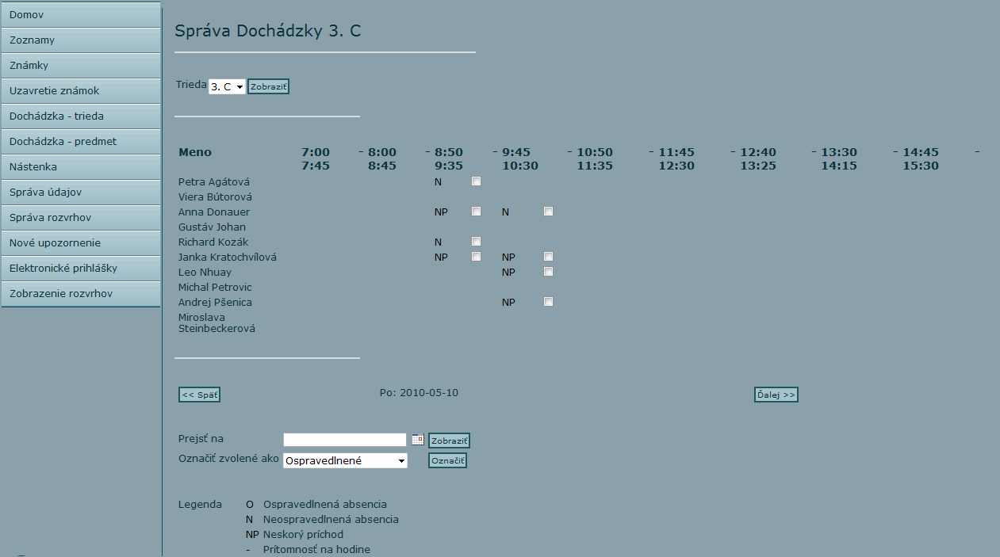 Domov
Zoznamy
Známky
Uzavretie známok
Dochádzka - trieda
Dochádzka - predmet
Nástenka
Správa údajov
Správa rozvrhov
Nové upozornenie
Elektronické prihlášky
Zobrazenie rozvrhov
Správa Dochádzky 3. C
Trieda 3. C Zobraziť
Meno 7:00 - 8:00 - 8:50 - 9:45 - 10:50 - 11:45 - 12:40 - 13:30 - 14:45 -
7:45 8:45 9:35 10:30 11:35 12:30 13:25 14:15 15:30
Petra Agátová N
Viera Bútorová
Anna Donauer NP N
Gustáv Johan
Richard Kozák N
Janka Kratochvílová NP NP
Leo Nhuay NP
Michal Petrovic
Andrej Pšenica NP
Miroslava
Steinbeckerová
<< Späť Po: 2010-05-10 Ďalej >>
Prejsť na Zobraziť
Označiť zvolené ako Ospravedlnené Označiť
Legenda O Ospravedlnená absencia
N Neospravedlnená absencia
NP Neskorý príchod
- Prítomnosť na hodine